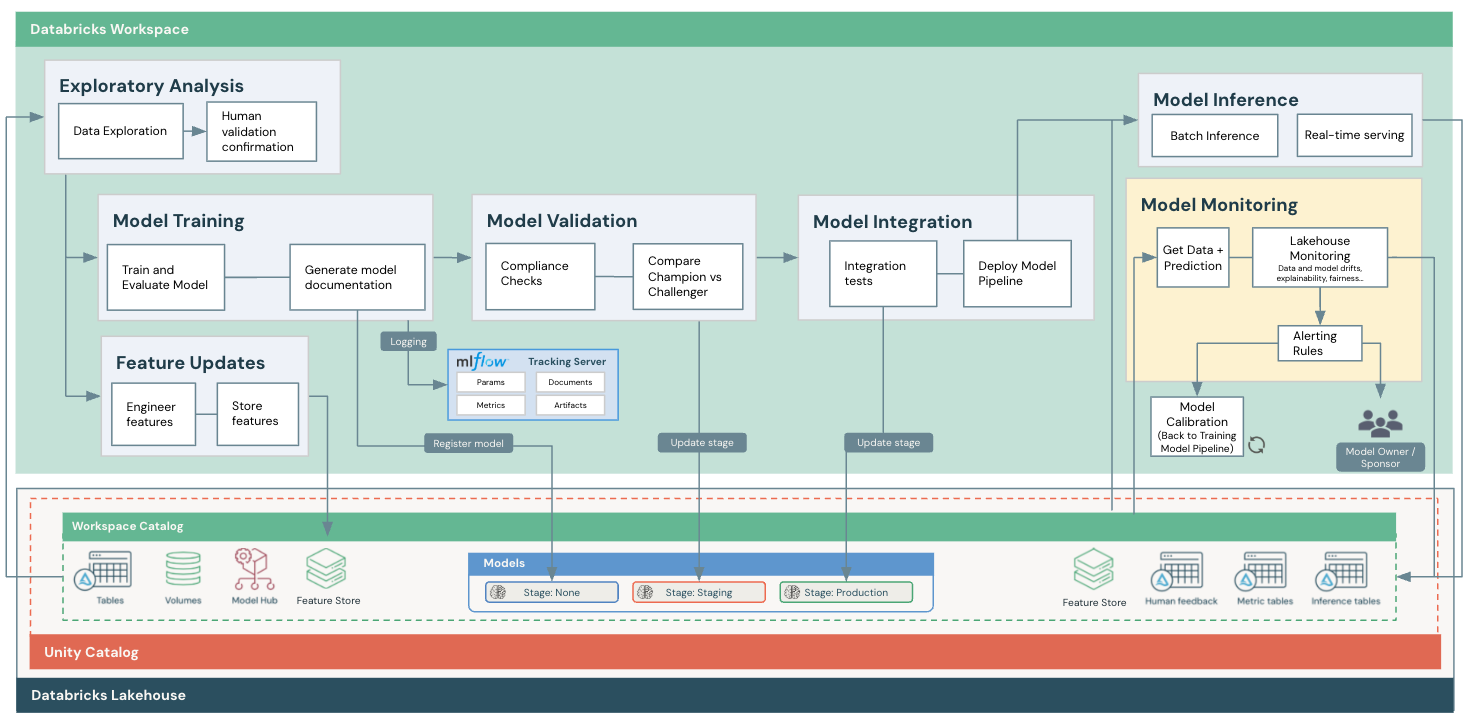 Databricks Workspace
Exploratory Analysis
Data Exploration
Human
validation
confirmation
Model Training
Train and
Evaluate Model
Generate model
documentation
Model Validation
Compliance
Checks
Compare
Champion vs
Challenger
Model Integration
Integration
tests
Deploy Model
Pipeline
Model Inference
Batch Inference
Real-time serving
Model Monitoring
Get Data +
Prediction
Lakehouse
Monitoring
Data and model drifts,
explainability, fairness...
Alerting
Rules
Model
Calibration
(Back to Training
Model Pipeline)
Model Owner /
Sponsor
Feature Updates
Engineer
features
Store
features
Logging
mlflow
Tracking Server
Params
Documents
Metrics
Artifacts
Register model
Update stage
Update stage
Workspace Catalog
Tables
Volumes
Model Hub
Feature Store
Models
Stage: None
Stage: Staging
Stage: Production
Feature Store
Human feedback
Metric tables
Inference tables
Unity Catalog
Databricks Lakehouse